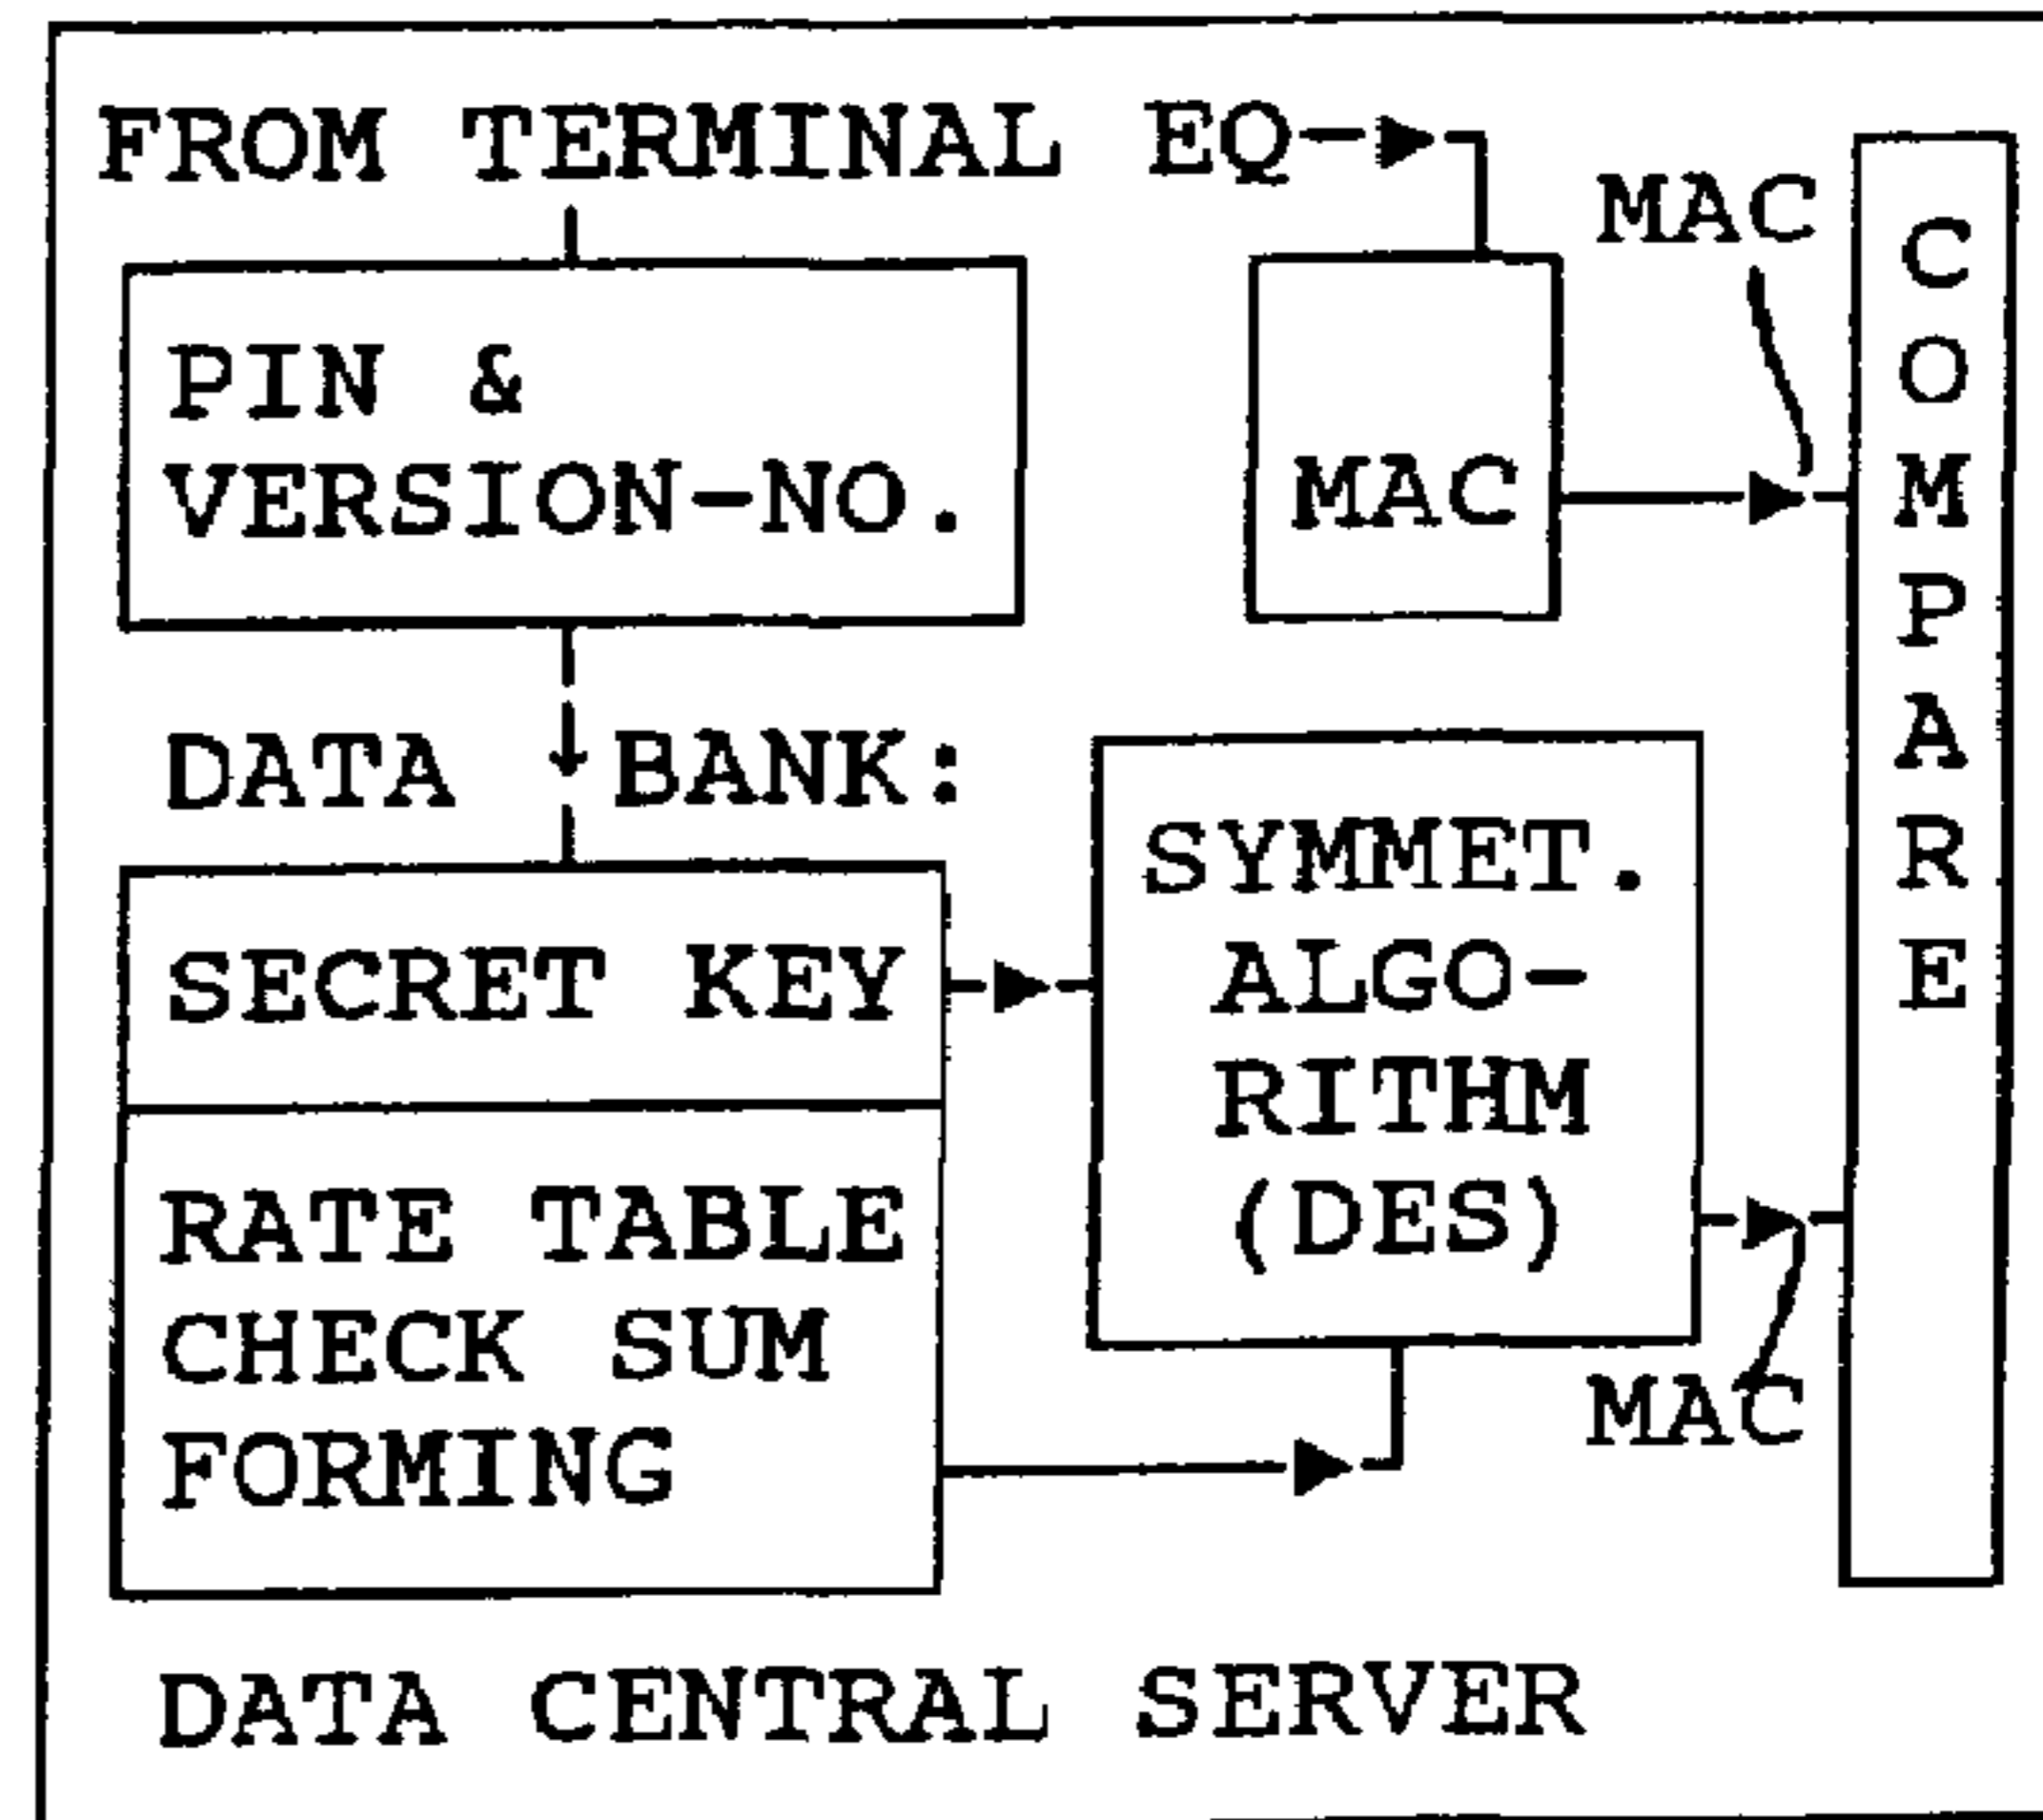 FROM TERMINAL EQ
MAC
PIN &
VERSION-NO.
MAC
COMPARE
DATA BANK:
SECRET KEY
SYMMET.
ALGO-
RITHM
(DES)
RATE TABLE
CHECK SUM
FORMING
MAC
DATA CENTRAL SERVER